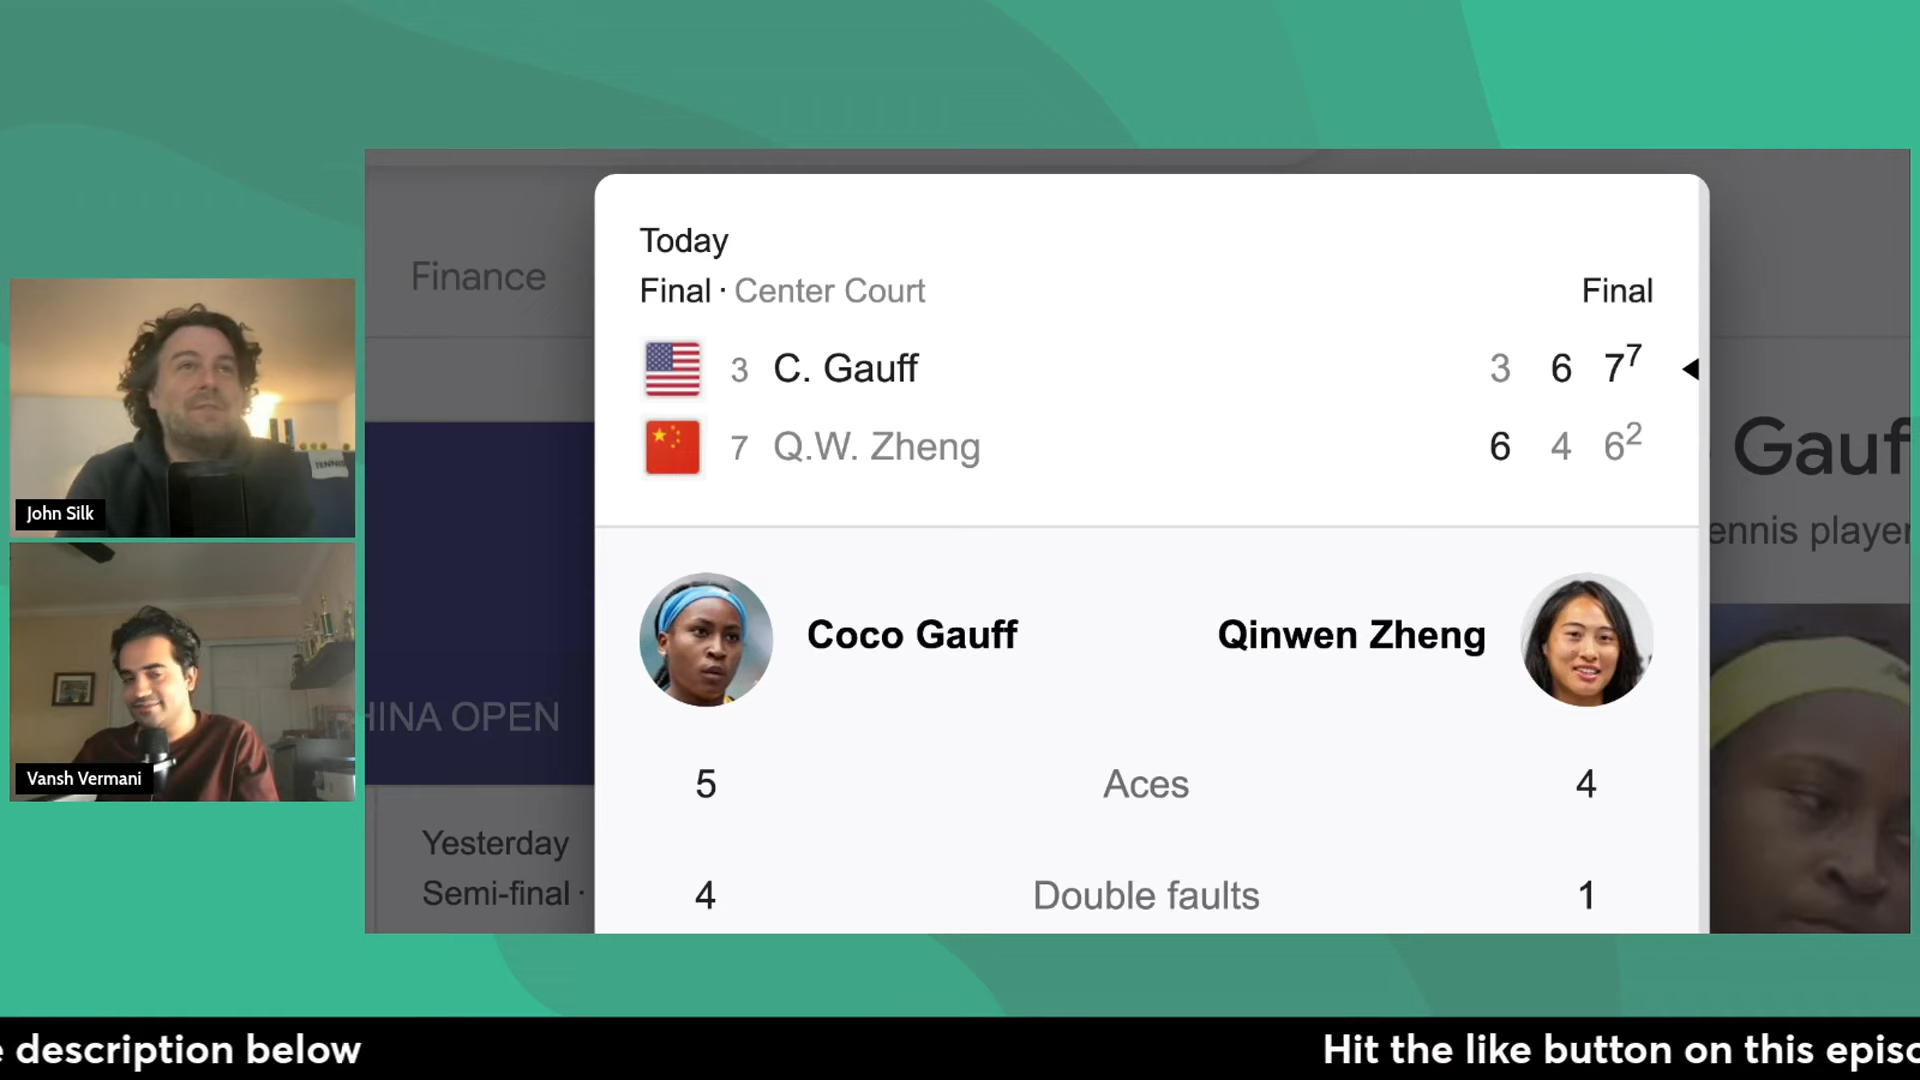 Finance
Today
Final · Center Court
Final
3 C. Gauff 3 6 7⁷
7 Q.W. Zheng 6 4 6²
Gauf
ennis player
Coco Gauff
Qinwen Zheng
TENNIS
John Silk
HINA OPEN
Vansh Vermani
5 Aces 4
Yesterday
Semi-final ·
4 Double faults 1
e description below
Hit the like button on this episo